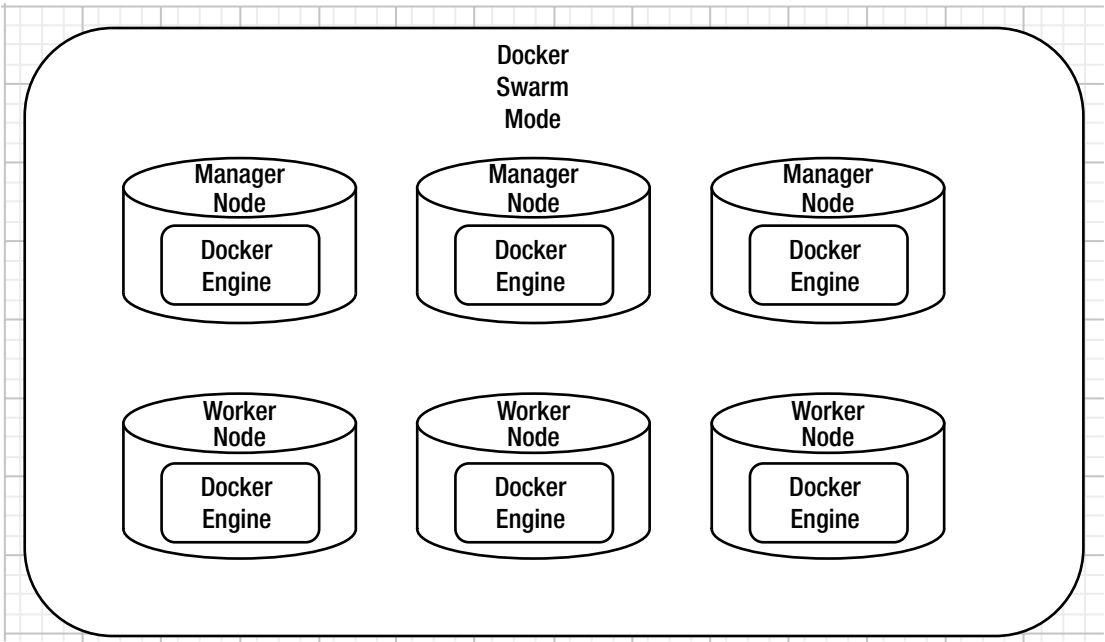 Docker
Swarm
Mode
Manager
Node
Docker
Engine
Manager
Node
Docker
Engine
Manager
Node
Docker
Engine
Worker
Node
Docker
Engine
Worker
Node
Docker
Engine
Worker
Node
Docker
Engine